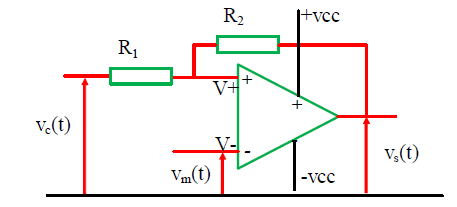 R2
+vcc
R1
V+
+
+
vc(t)
V-
-
vs(t)
vm(t)
-vcc